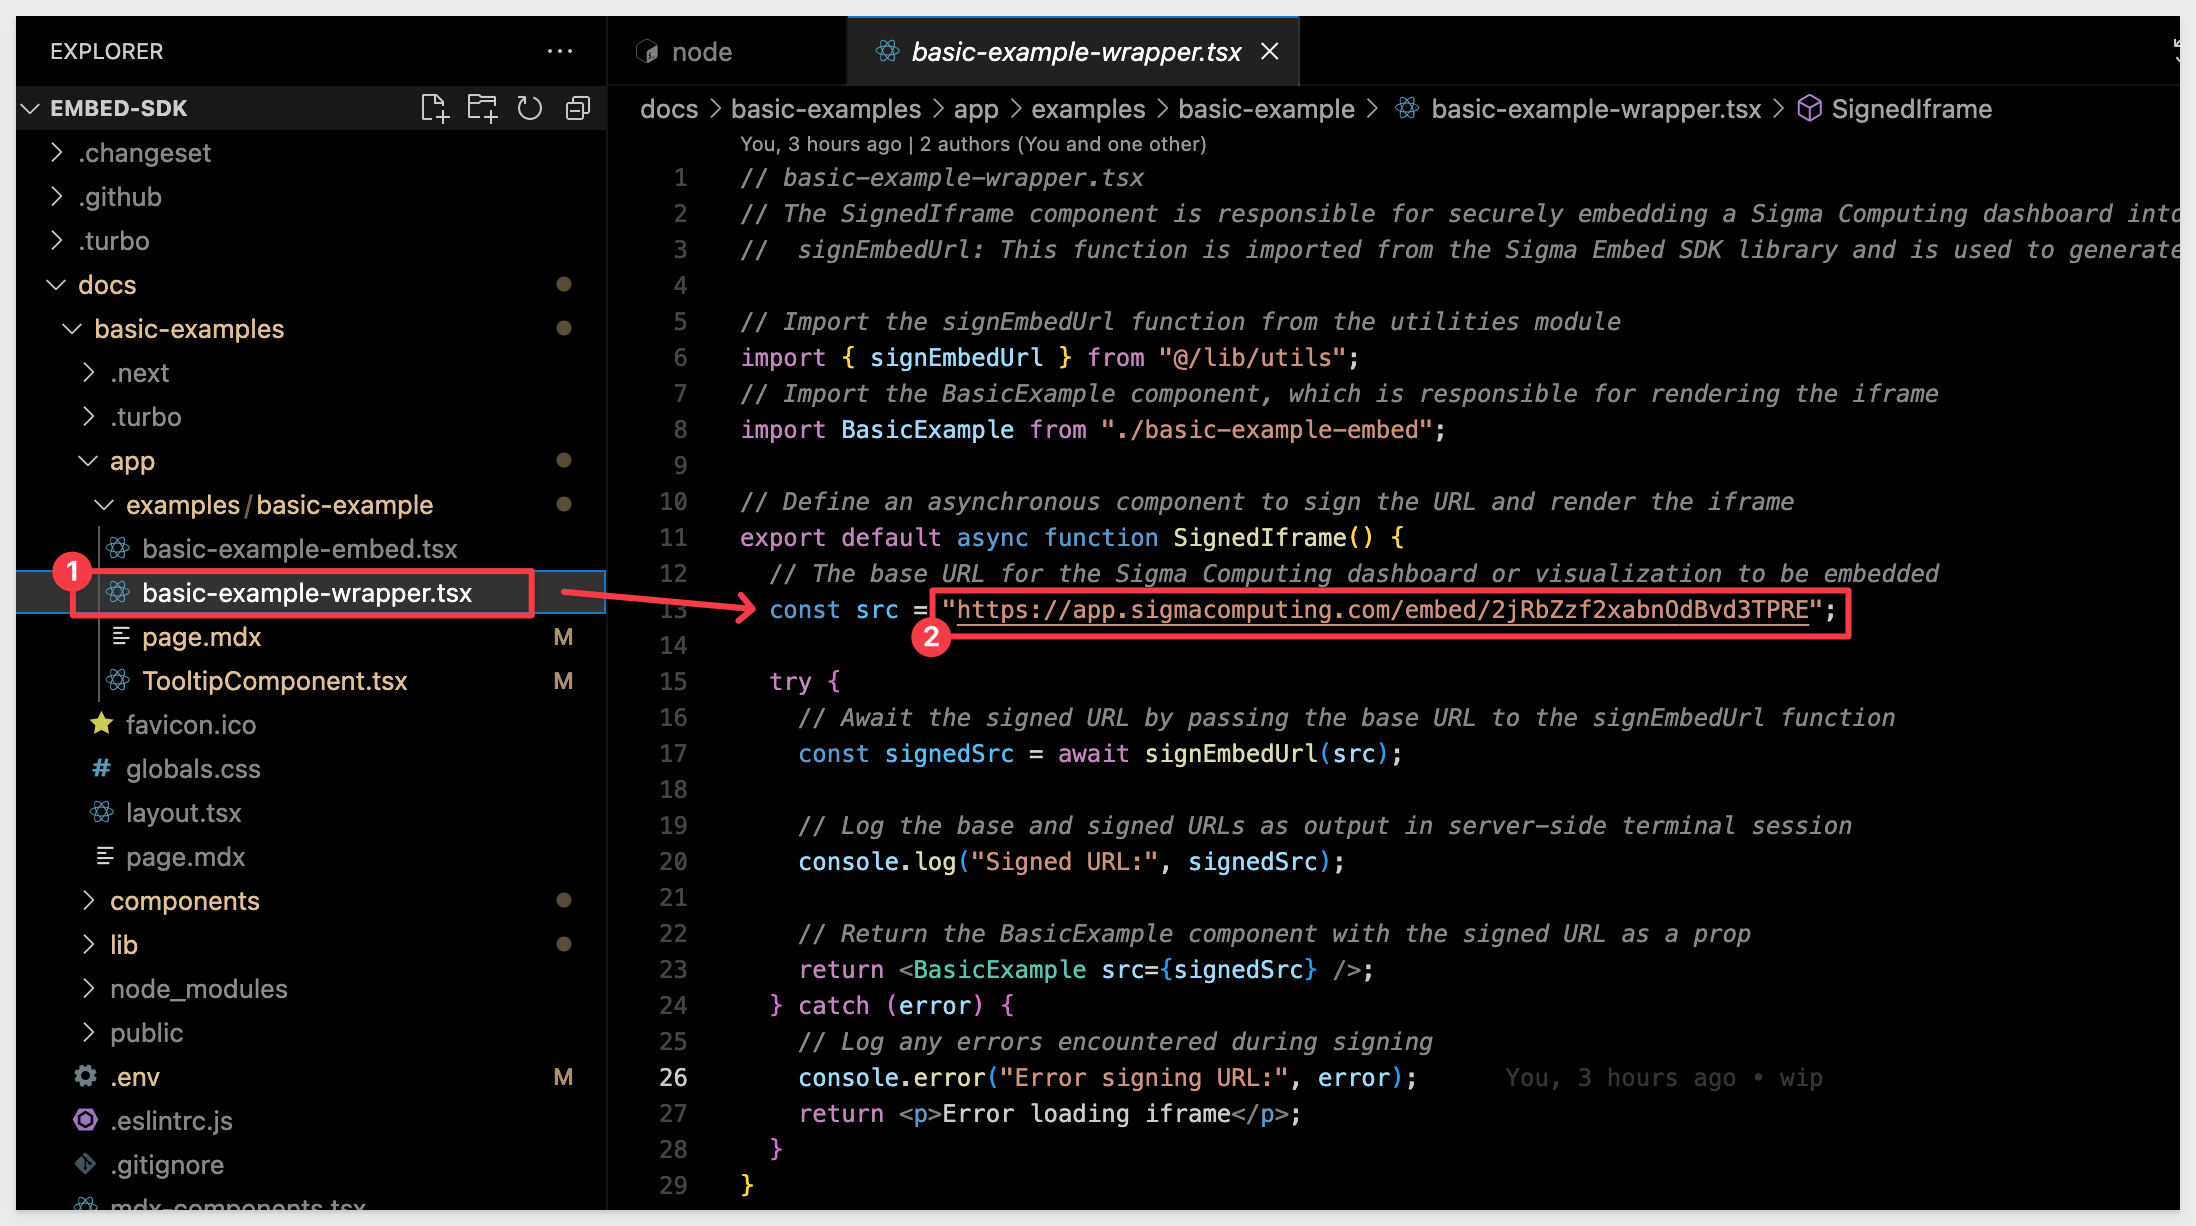 EXPLORER
EMBED-SDK
.changeset
.github
.turbo
docs
basic-examples
.next
.turbo
app
examples/basic-example
basic-example-embed.tsx
1
basic-example-wrapper.tsx
page.mdx M
TooltipComponent.tsx M
favicon.ico
globals.css
layout.tsx
page.mdx
components
lib
node_modules
public
.env M
.eslintrc.js
.gitignore
mdx-components.tsx
node
basic-example-wrapper.tsx
docs > basic-examples > app > examples > basic-example > basic-example-wrapper.tsx > SignedIframe
You, 3 hours ago | 2 authors (You and one other)
1 // basic-example-wrapper.tsx
2 // The SignedIframe component is responsible for securely embedding a Sigma Computing dashboard into
3 //  signEmbedUrl: This function is imported from the Sigma Embed SDK library and is used to generate
4
5 // Import the signEmbedUrl function from the utilities module
6 import { signEmbedUrl } from "@/lib/utils";
7 // Import the BasicExample component, which is responsible for rendering the iframe
8 import BasicExample from "./basic-example-embed";
9
10 // Define an asynchronous component to sign the URL and render the iframe
11 export default async function SignedIframe() {
12 // The base URL for the Sigma Computing dashboard or visualization to be embedded
13 const src = "https://app.sigmacomputing.com/embed/2jRbZzf2xabnOdBvd3TPRE";
2
14
15 try {
16 // Await the signed URL by passing the base URL to the signEmbedUrl function
17 const signedSrc = await signEmbedUrl(src);
18
19 // Log the base and signed URLs as output in server-side terminal session
20 console.log("Signed URL:", signedSrc);
21
22 // Return the BasicExample component with the signed URL as a prop
23 return <BasicExample src={signedSrc} />;
24 } catch (error) {
25 // Log any errors encountered during signing
26 console.error("Error signing URL:", error); You, 3 hours ago • wip
27 return <p>Error loading iframe</p>;
28 }
29 }